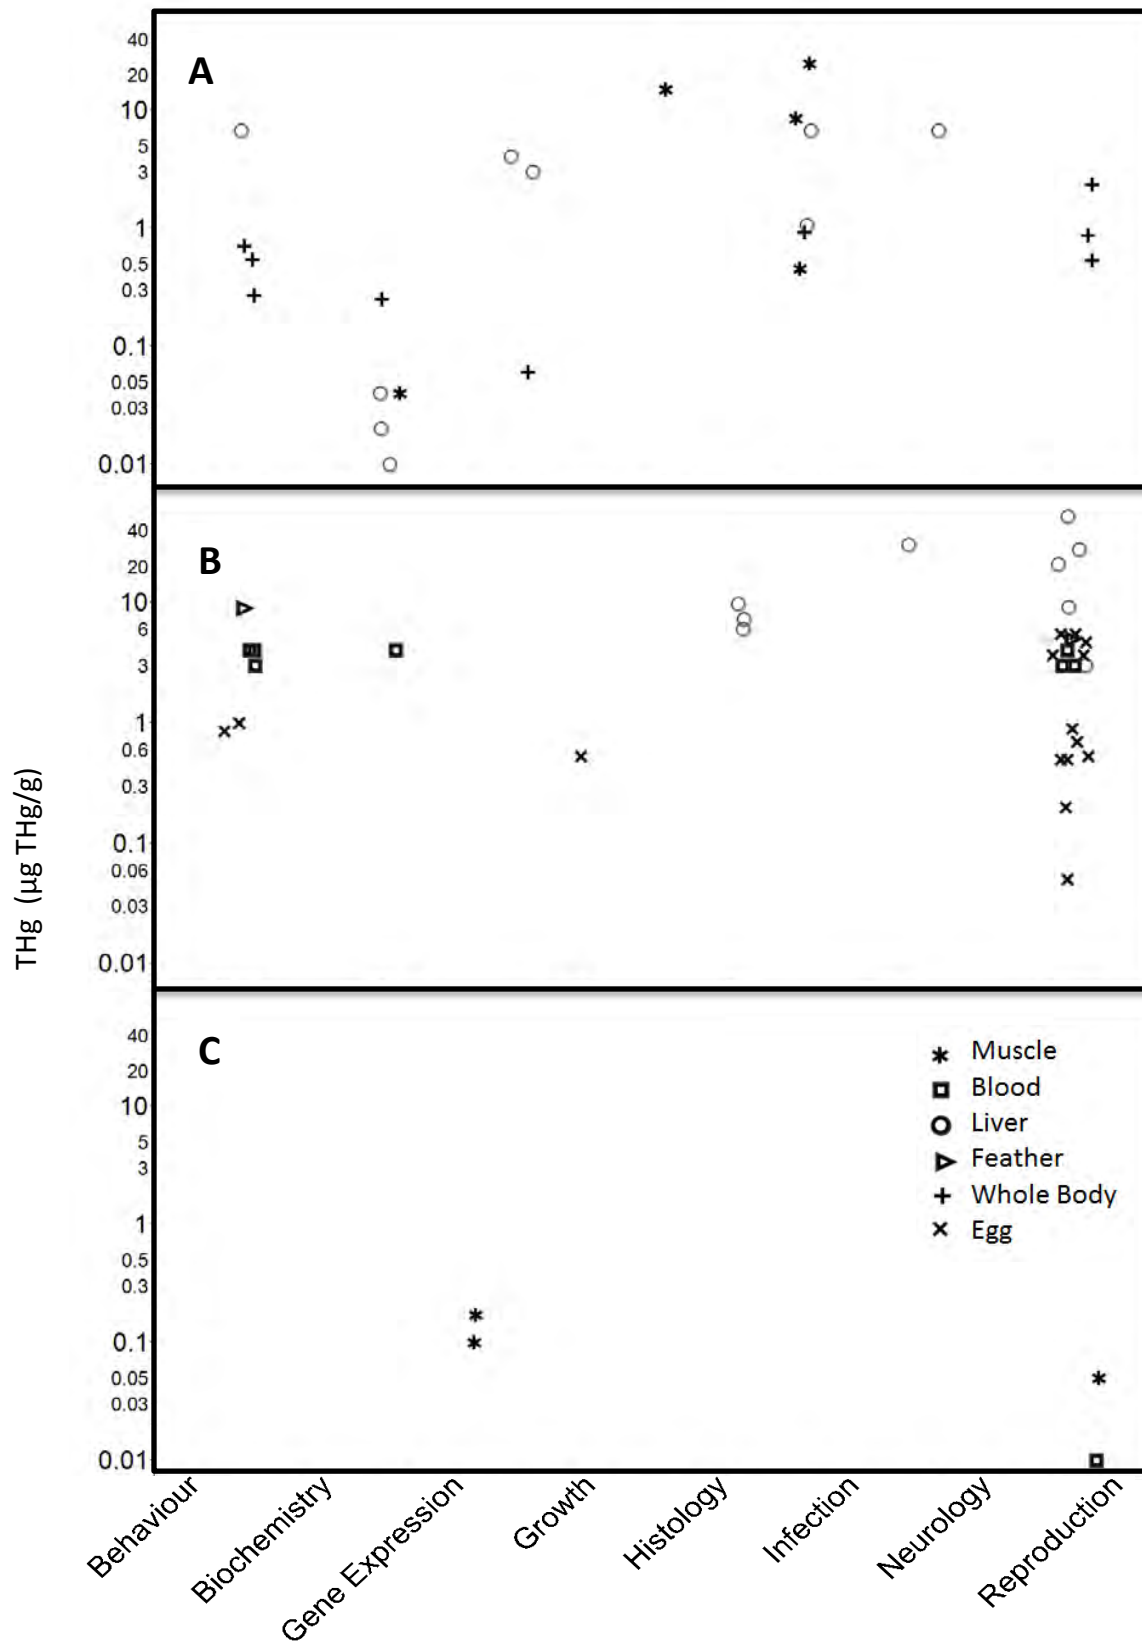 A
40
20
10
5
3
1
0.5
0.3
0.1
0.05
0.03
0.01
B
40
20
10
6
3
1
0.6
0.3
0.1
0.06
0.03
0.01
THg (µg THg/g)
C
40
20
10
5
3
1
0.5
0.3
0.1
0.05
0.03
0.01
Muscle
Blood
Liver
Feather
Whole Body
Egg
Behaviour
Biochemistry
Gene Expression
Growth
Histology
Infection
Neurology
Reproduction